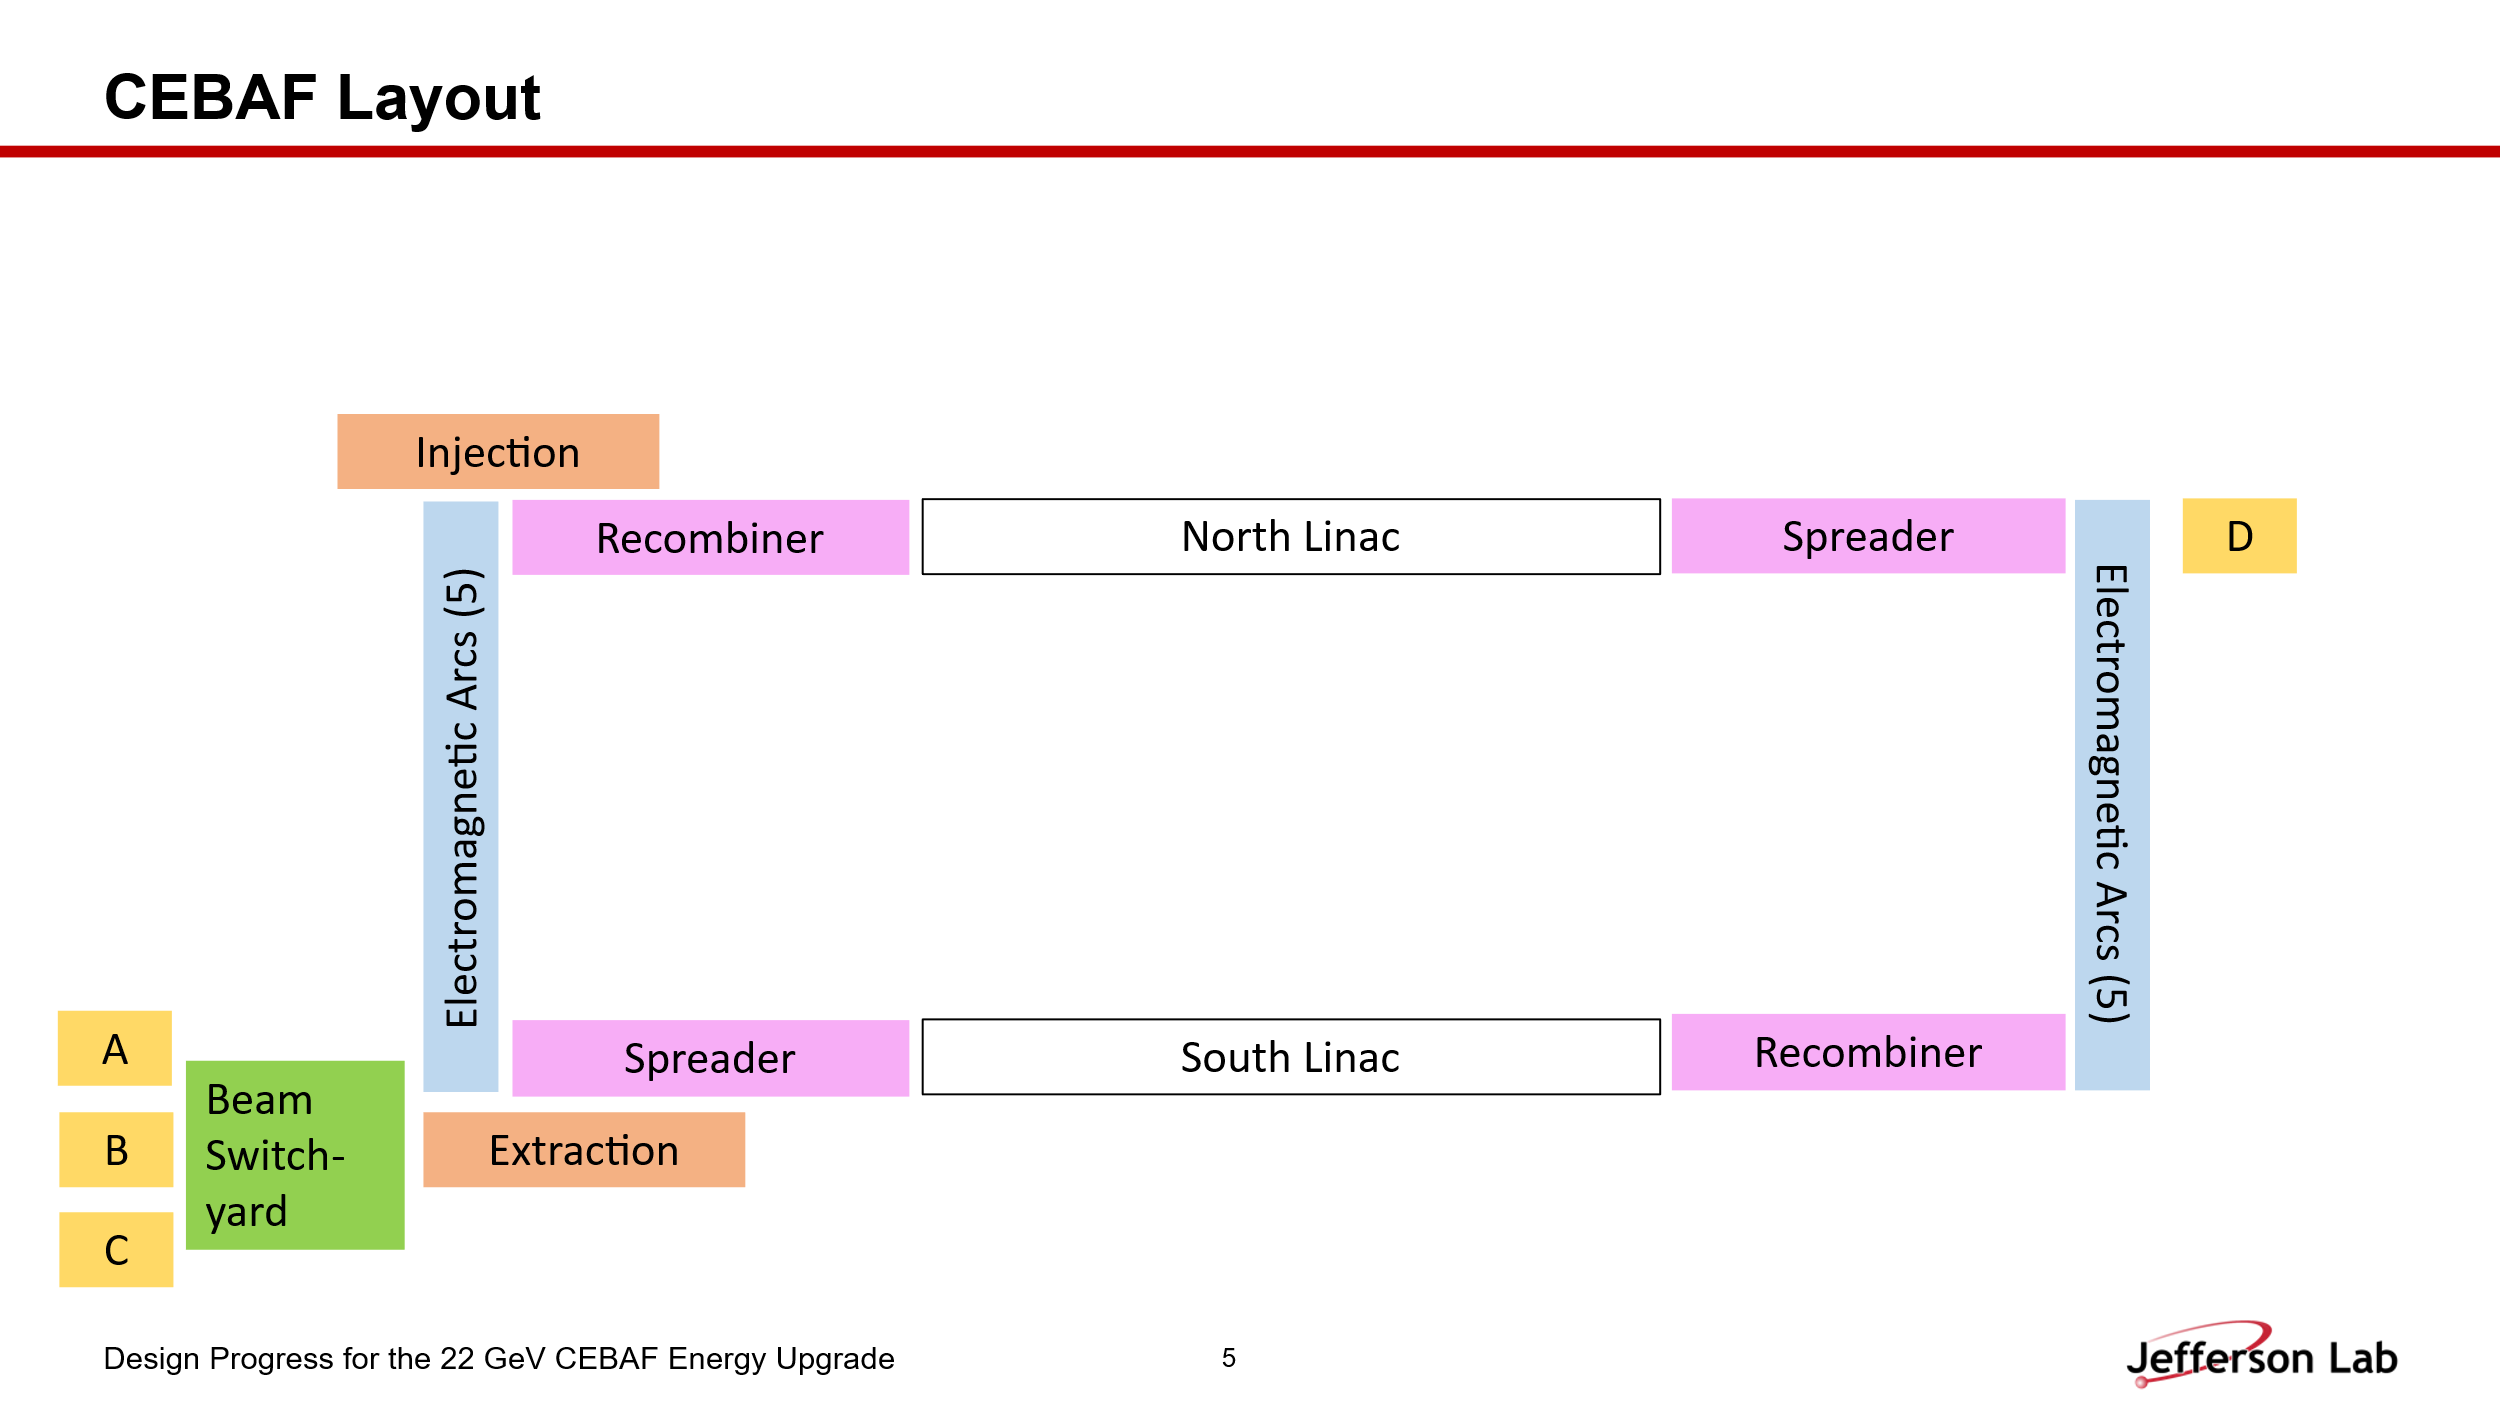 CEBAF Layout
Injection
Recombiner
North Linac
Spreader
D
Electromagnetic Arcs (5)
Electromagnetic Arcs (5)
A
B
C
Beam
Switch-
yard
Spreader
South Linac
Recombiner
Extraction
Design Progress for the 22 GeV CEBAF Energy Upgrade
5
Jefferson Lab